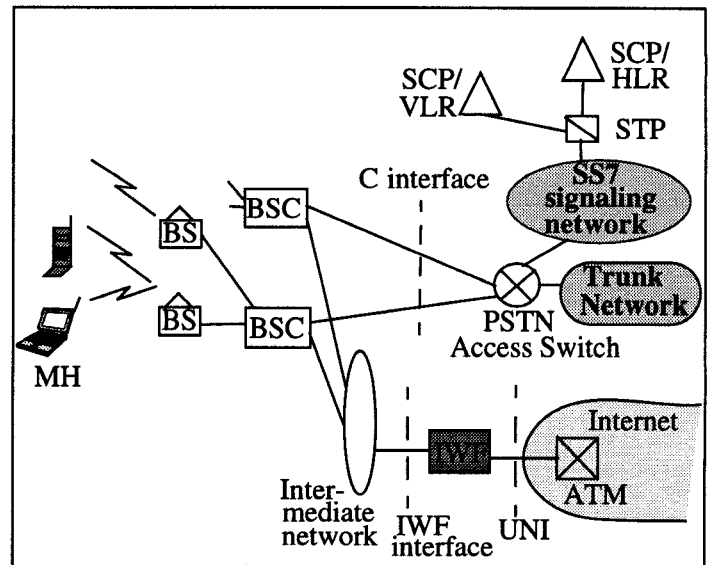 SCP/
HLR
SCP/
VLR
STP
SS7
signaling
network
C interface
BSC
BS
Trunk
Network
BS
BSC
PSTN
Access Switch
MH
Internet
IWF
ATM
Inter-
mediate
network
IWF
interface
UNI